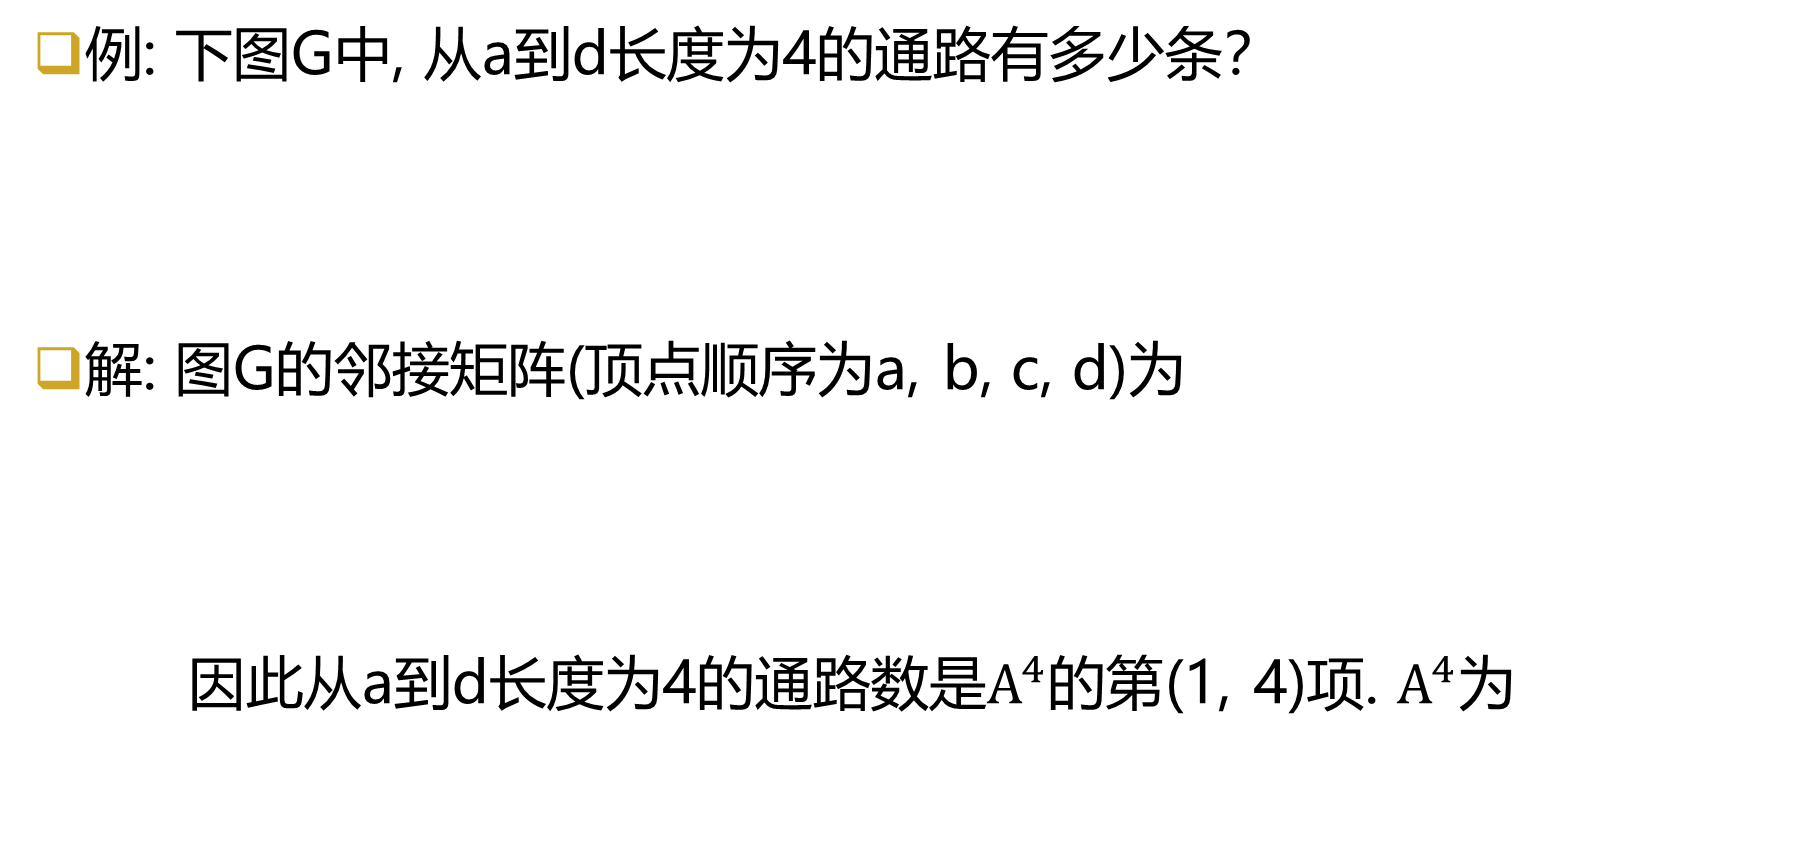 例: 下图G中, 从a到d长度为4的通路有多少条?
解: 图G的邻接矩阵(顶点顺序为a, b, c, d)为
因此从a到d长度为4的通路数是A⁴的第(1, 4)项. A⁴为